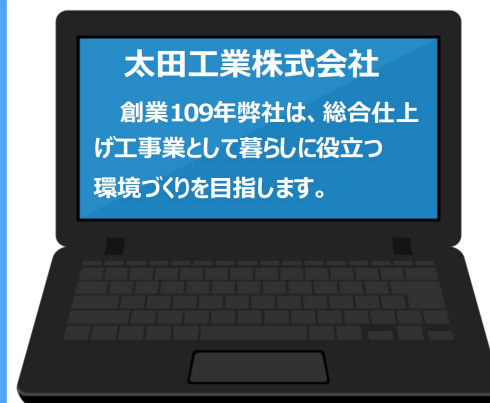 太田工業株式会社
創業109年弊社は、総合仕上
げ工事業として暮らしに役立つ
環境づくりを目指します。